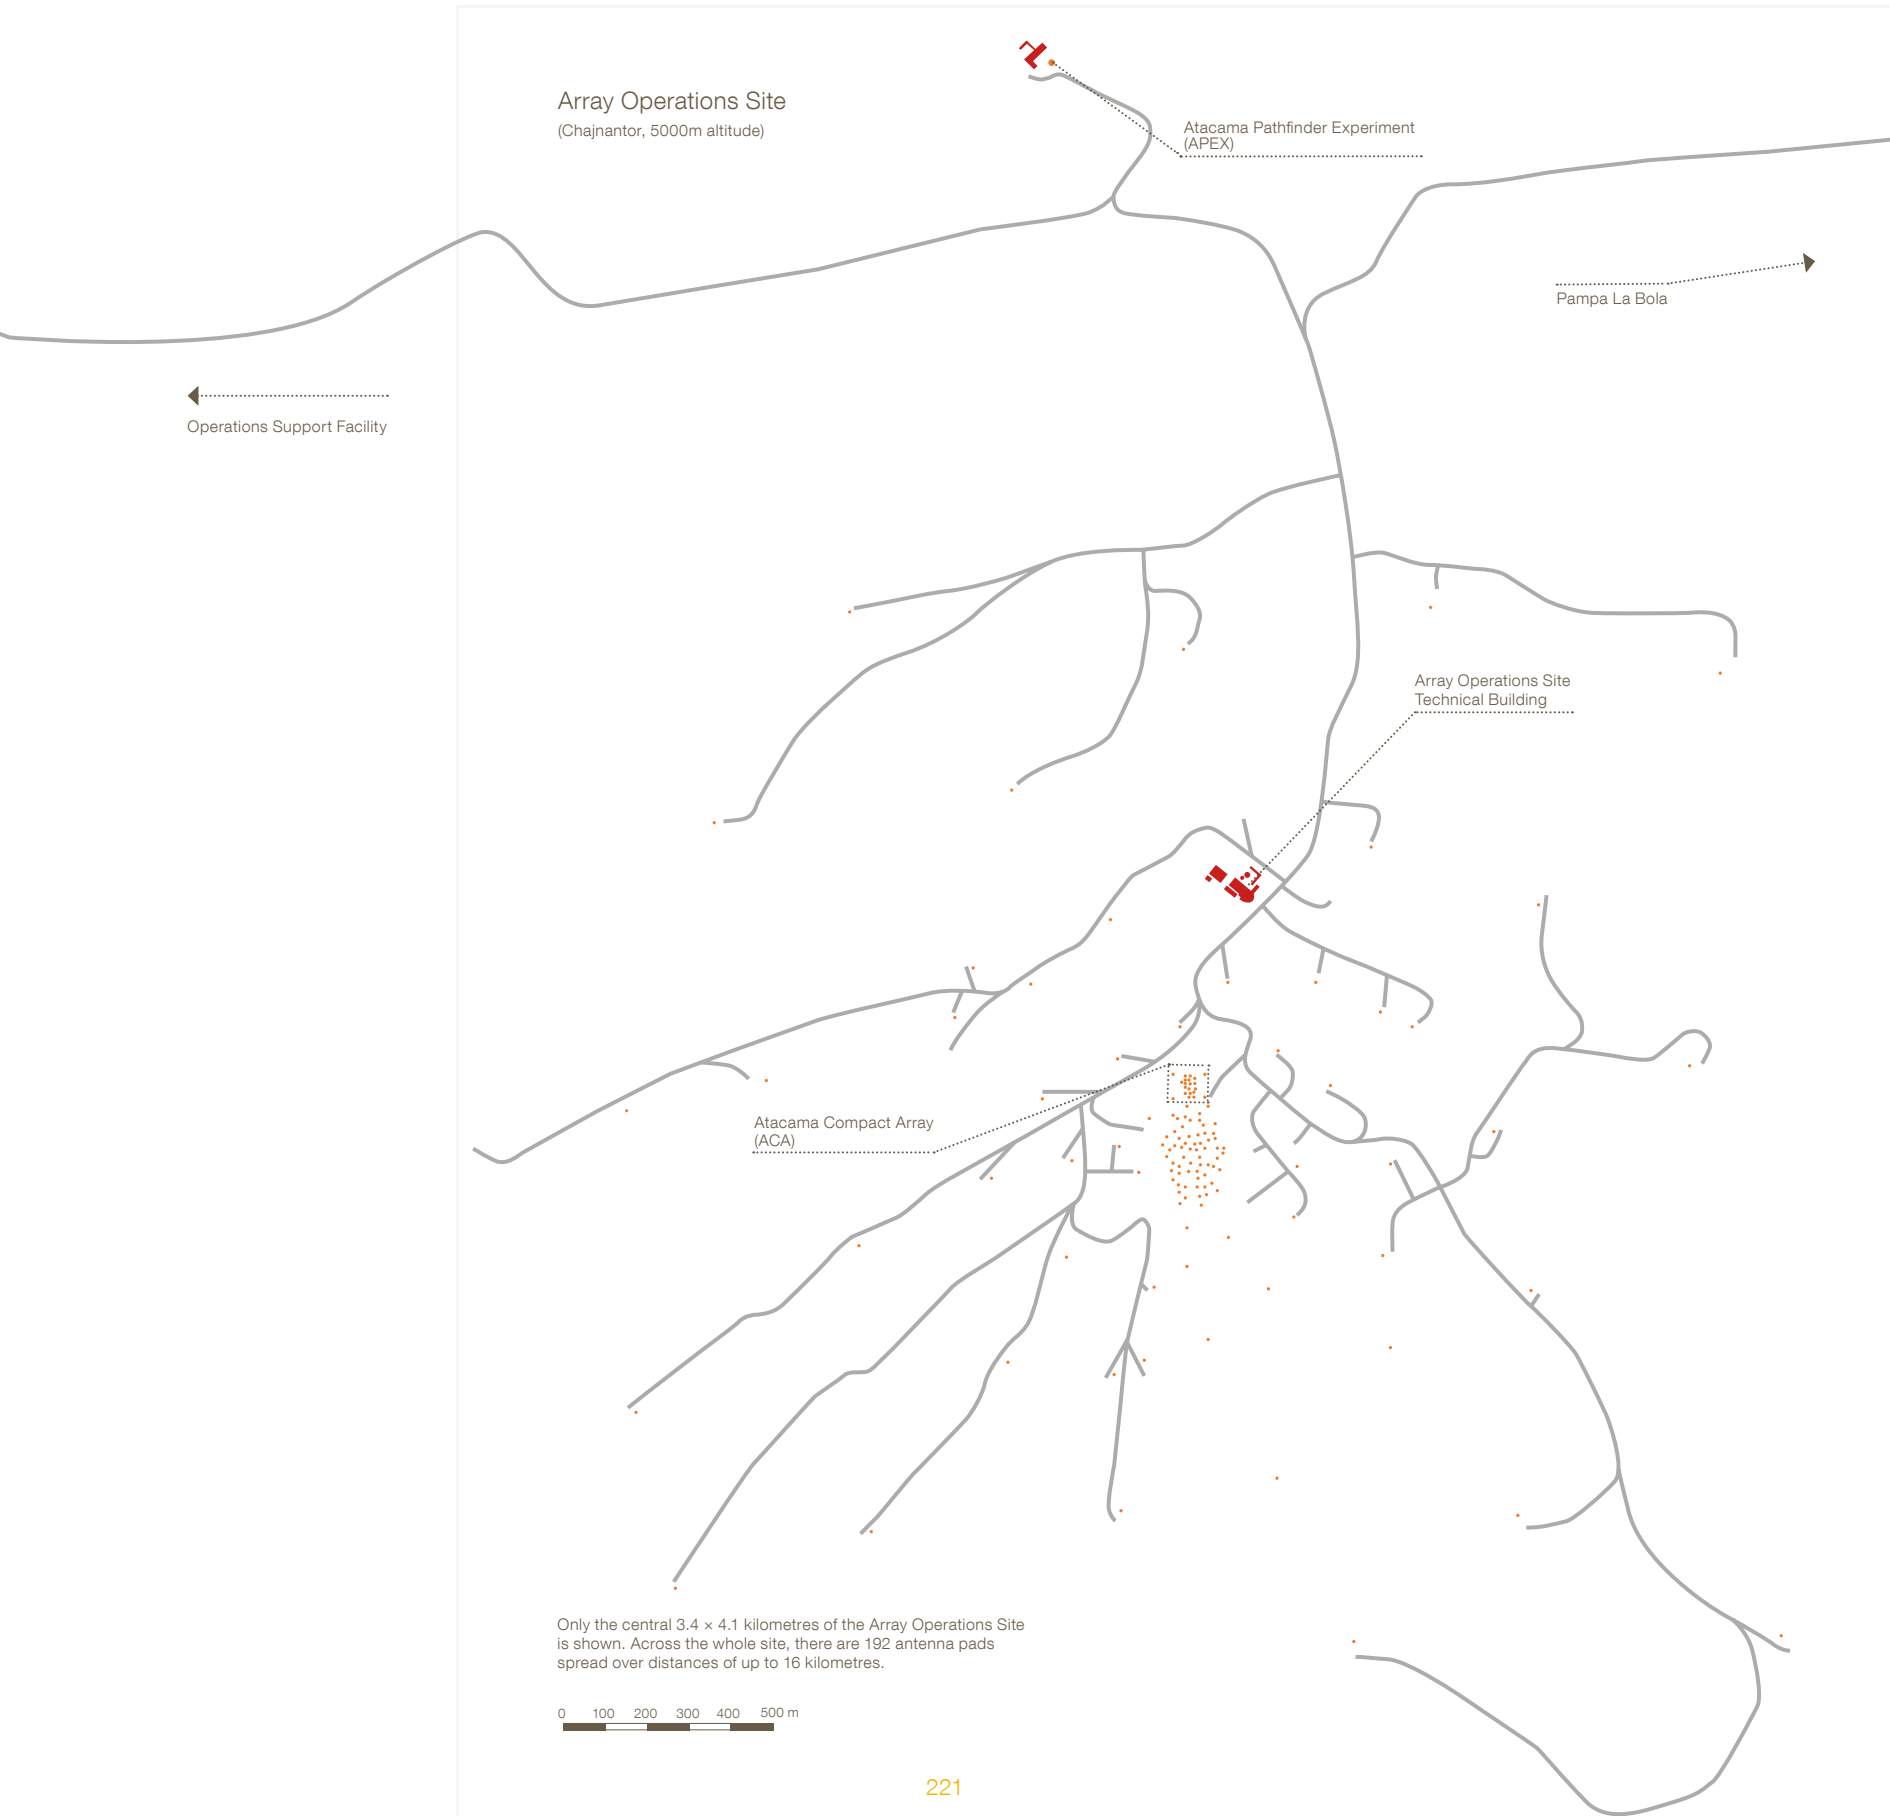 Array Operations Site
(Chajnantor, 5000m altitude)
Atacama Pathfinder Experiment
(APEX)
Pampa La Bola
Operations Support Facility
Array Operations Site
Technical Building
Atacama Compact Array
(ACA)
Only the central 3.4 × 4.1 kilometres of the Array Operations Site
is shown. Across the whole site, there are 192 antenna pads
spread over distances of up to 16 kilometres.
0 100 200 300 400 500 m
221